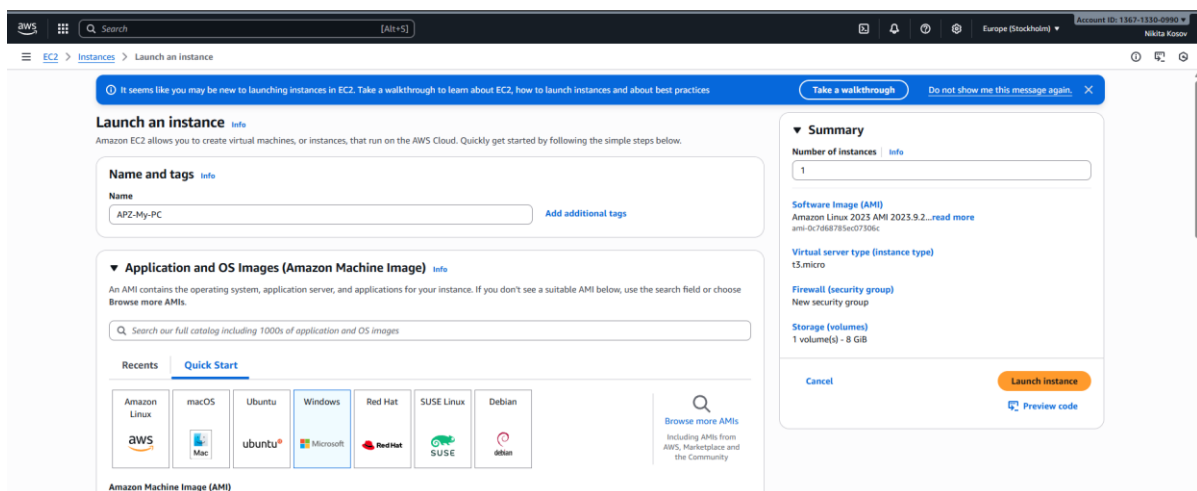 aws
Search [Alt+S]
Europe (Stockholm) ▼
Account ID: 1367-1330-0990 ▼
Nikita Kosov
EC2 > Instances > Launch an instance
It seems like you may be new to launching instances in EC2. Take a walkthrough to learn about EC2, how to launch instances and about best practices
Take a walkthrough
Do not show me this message again.
Launch an instance Info
Amazon EC2 allows you to create virtual machines, or instances, that run on the AWS Cloud. Quickly get started by following the simple steps below.
Name and tags Info
Name
APZ-My-PC
Add additional tags
▼ Application and OS Images (Amazon Machine Image) Info
An AMI contains the operating system, application server, and applications for your instance. If you don't see a suitable AMI below, use the search field or choose
Browse more AMIs.
Search our full catalog including 1000s of application and OS images
Recents
Quick Start
Amazon
Linux
aws
macOS
Mac
Ubuntu
ubuntu®
Windows
Microsoft
Red Hat
Red Hat
SUSE Linux
SUSE
Debian
debian
Browse more AMIs
Including AMIs from
AWS, Marketplace and
the Community
Amazon Machine Image (AMI)
▼ Summary
Number of instances Info
1
Software Image (AMI)
Amazon Linux 2023 AMI 2023.9.2...read more
ami-0c7d68785ec07306c
Virtual server type (instance type)
t3.micro
Firewall (security group)
New security group
Storage (volumes)
1 volume(s) - 8 GiB
Cancel
Launch instance
Preview code